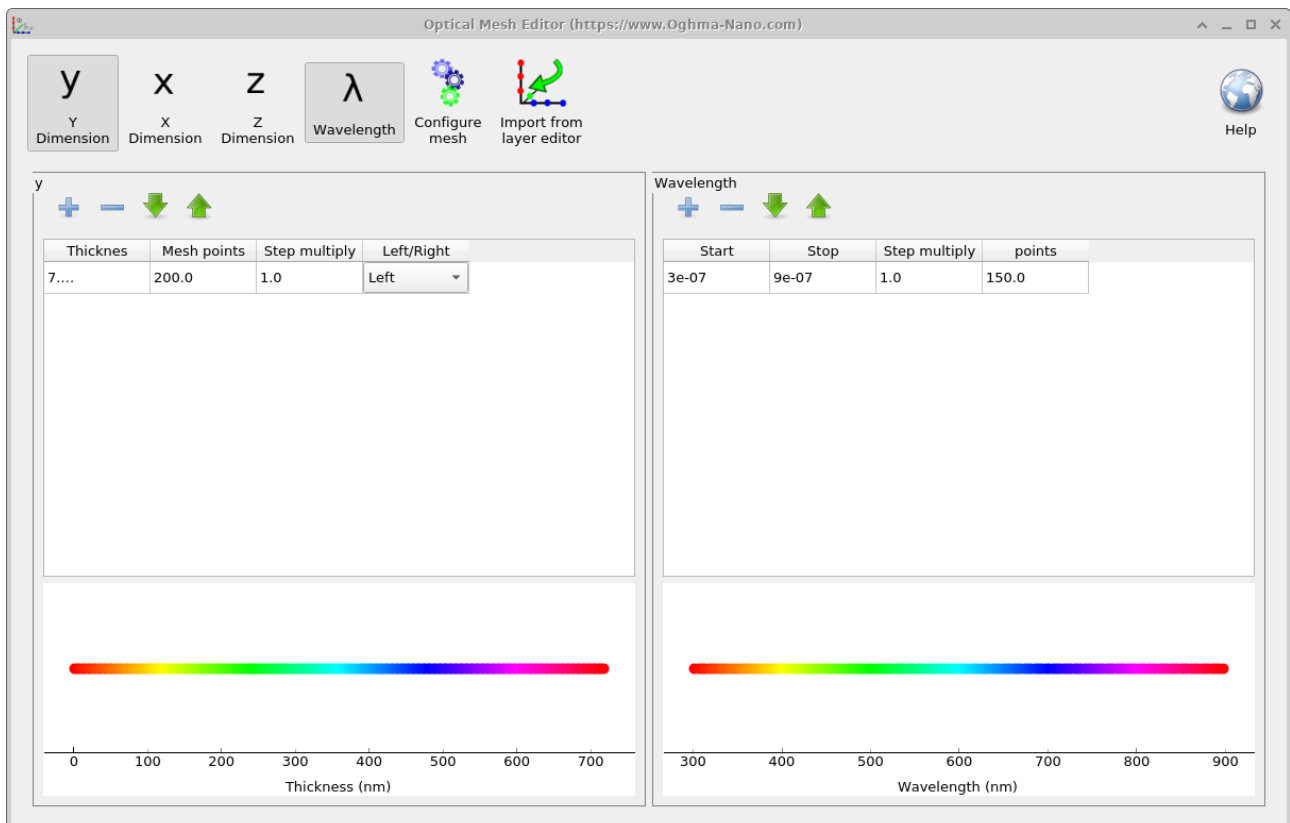 Optical Mesh Editor (https://www.Oghma-Nano.com)
y x z λ
Y Dimension X Dimension Z Dimension Wavelength Configure mesh Import from layer editor Help
y
Thicknes Mesh points Step multiply Left/Right
7.... 200.0 1.0 Left
0 100 200 300 400 500 600 700
Thickness (nm)
Wavelength
Start Stop Step multiply points
3e-07 9e-07 1.0 150.0
300 400 500 600 700 800 900
Wavelength (nm)